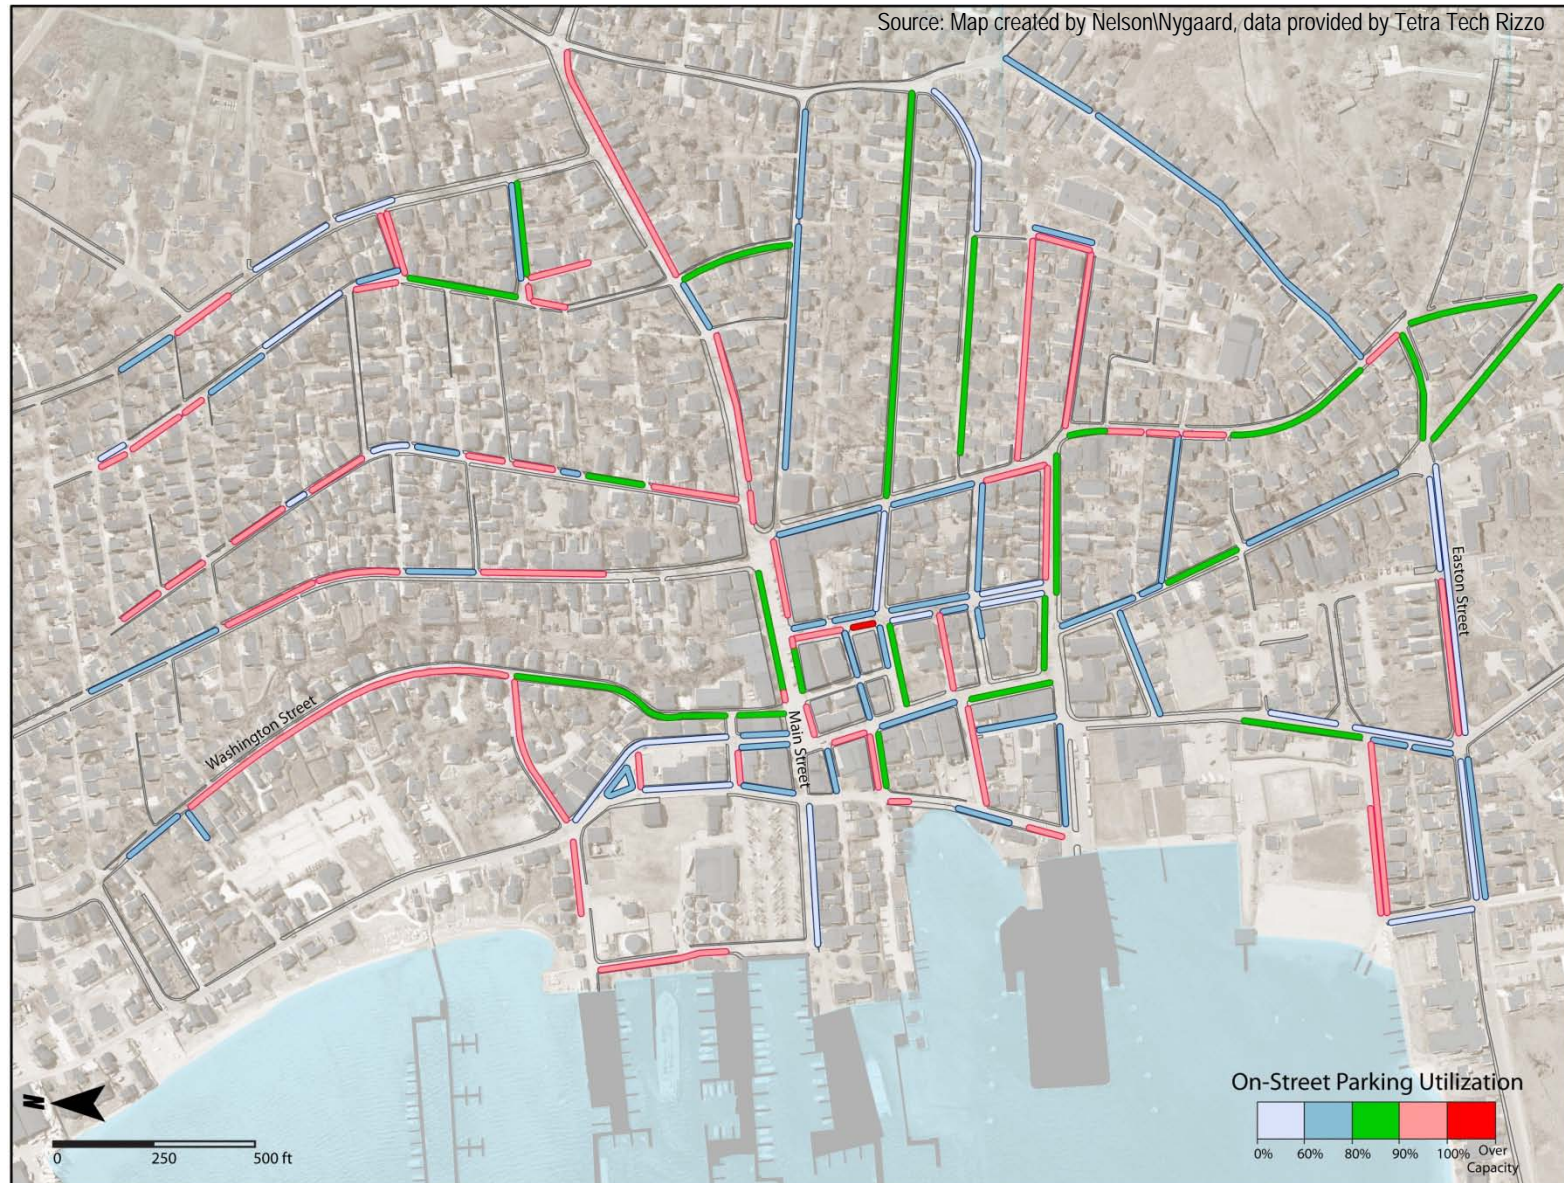 Source: Map created by Nelson\Nygaard, data provided by Tetra Tech Rizzo
Easton Street
Washington Street
Main Street
N
0 250 500 ft
On-Street Parking Utilization
0% 60% 80% 90% 100% Over
Capacity